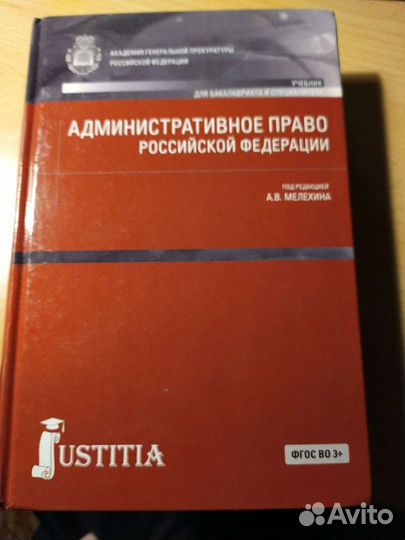 АКАДЕМИЯ ГЕНЕРАЛЬНОЙ ПРОКУРАТУРЫ
РОССИЙСКОЙ ФЕДЕРАЦИИ
УЧЕБНИК
ДЛЯ БАКАЛАВРИАТА И СПЕЦИАЛИТЕТА
АДМИНИСТРАТИВНОЕ ПРАВО
РОССИЙСКОЙ ФЕДЕРАЦИИ
ПОД РЕДАКЦИЕЙ
А.В. МЕЛЕХИНА
JUSTITIA
ФГОС ВО 3+
Avito